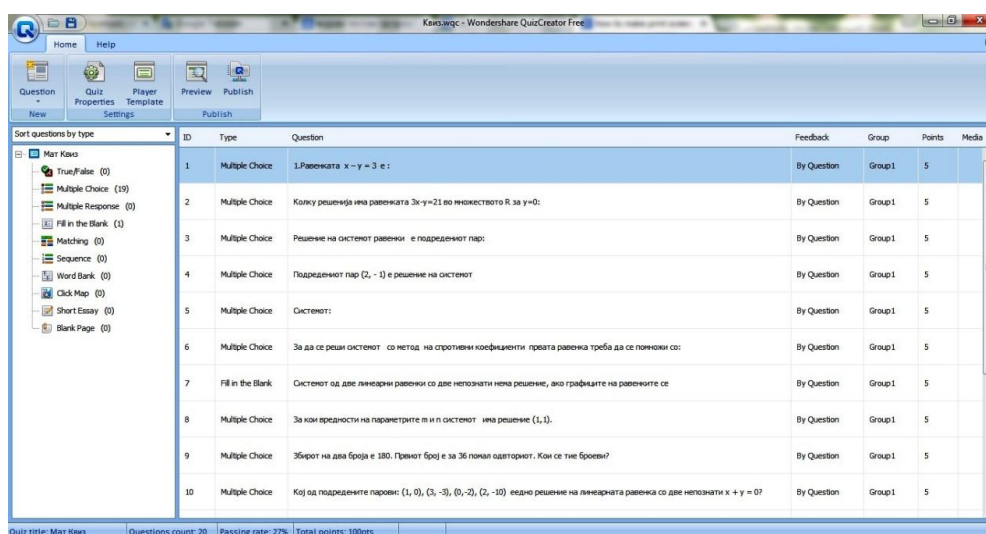 Квиз.wqc - Wondershare QuizCreator Free
Home Help
Question
Quiz Properties
Player Template
Preview
Publish
New
Settings
Publish
Sort questions by type
Мат Квиз
True/False (0)
Multiple Choice (19)
Multiple Response (0)
Fill in the Blank (1)
Matching (0)
Sequence (0)
Word Bank (0)
Click Map (0)
Short Essay (0)
Blank Page (0)
ID Type Question Feedback Group Points Media
1 Multiple Choice 1.Равенката x – y = 3 е : By Question Group1 5
2 Multiple Choice Колку решенија има равенката 3x-y=21 во множеството R за y=0: By Question Group1 5
3 Multiple Choice Решение на системот равенки е подредениот пар: By Question Group1 5
4 Multiple Choice Подредениот пар (2, - 1) е решение на системот By Question Group1 5
5 Multiple Choice Системот: By Question Group1 5
6 Multiple Choice За да се реши системот со метод на спротивни коефициенти првата равенка треба да се помножи со: By Question Group1 5
7 Fill in the Blank Системот од две линеарни равенки со две непознати нема решение, ако графиците на равенките се By Question Group1 5
8 Multiple Choice За кои вредности на параметрите m и n системот има решение (1,1). By Question Group1 5
9 Multiple Choice Збирот на два броја е 180. Првиот број е за 36 помал одвториот. Кои се тие броеви? By Question Group1 5
10 Multiple Choice Кој од подредените парови: (1, 0), (3, -3), (0,-2), (2, -10) еедно решение на линеарната равенка со две непознати x + y = 0? By Question Group1 5
Quiz title: Мат Квиз Questions count: 20 Passing rate: 27% Total points: 100pts